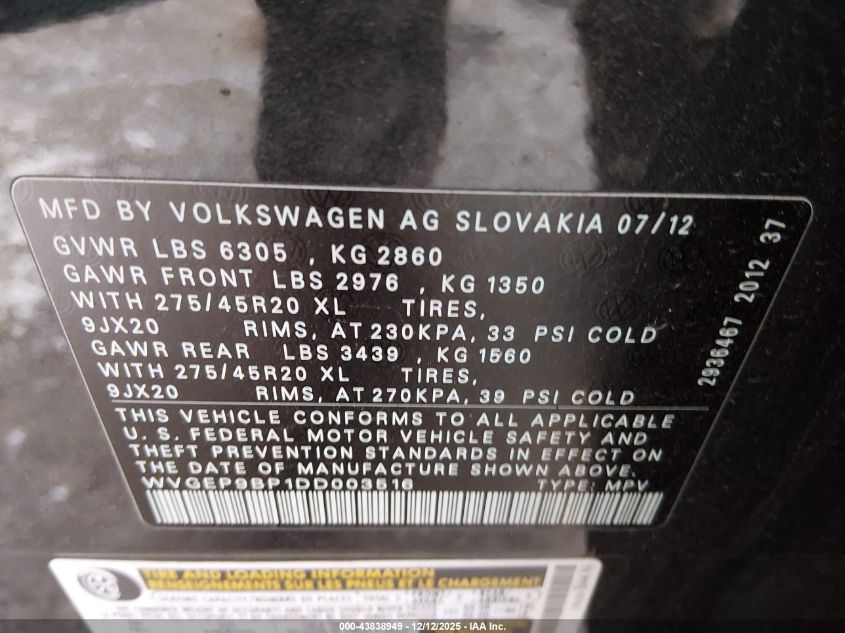 MFD BY VOLKSWAGEN AG SLOVAKIA 07/12
GVWR LBS 6305 , KG 2860
GAWR FRONT LBS 2976 , KG 1350
WITH 275/45R20 XL TIRES,
9JX20 RIMS, AT 230KPA, 33 PSI COLD
GAWR REAR LBS 3439 , KG 1560
WITH 275/45R20 XL TIRES,
9JX20 RIMS, AT 270KPA, 39 PSI COLD
THIS VEHICLE CONFORMS TO ALL APPLICABLE
U. S. FEDERAL MOTOR VEHICLE SAFETY AND
THEFT PREVENTION STANDARDS IN EFFECT ON
THE DATE OF MANUFACTURE SHOWN ABOVE.
WVGEP9BP1DD003516 TYPE: MPV
2936467 2012 37
TIRE AND LOADING INFORMATION
RENSEIGNEMENTS SUR LES PNEUS ET LE CHARGEMENT
000-43838949 - 12/12/2025 - IAA Inc.